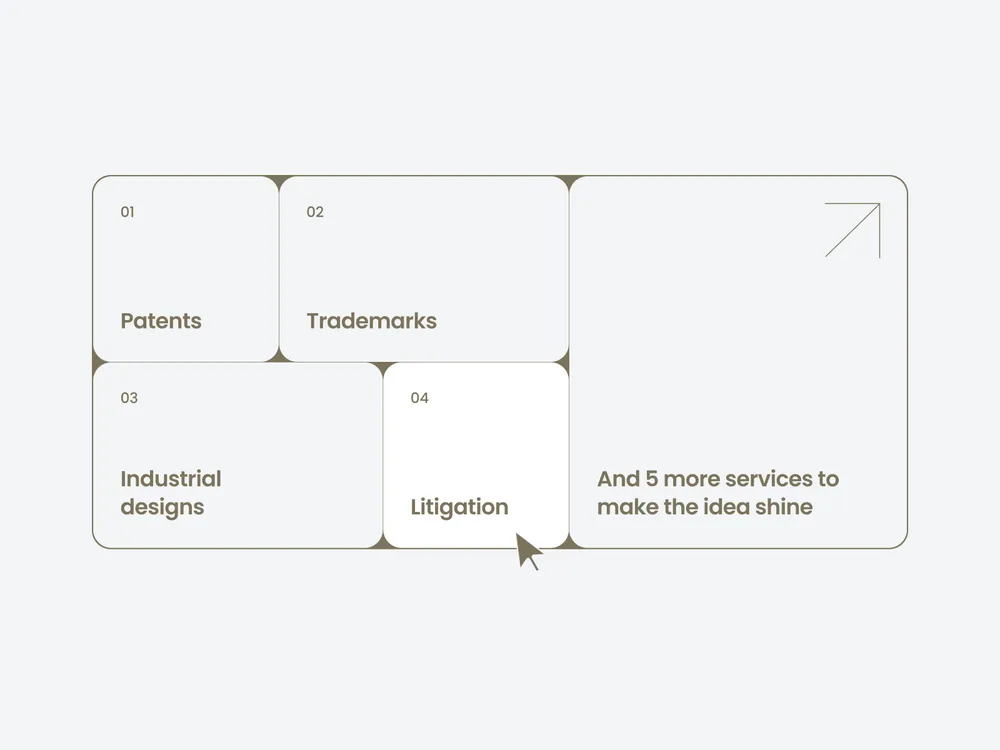 01
Patents
02
Trademarks
03
Industrial
designs
04
Litigation
And 5 more services to
make the idea shine